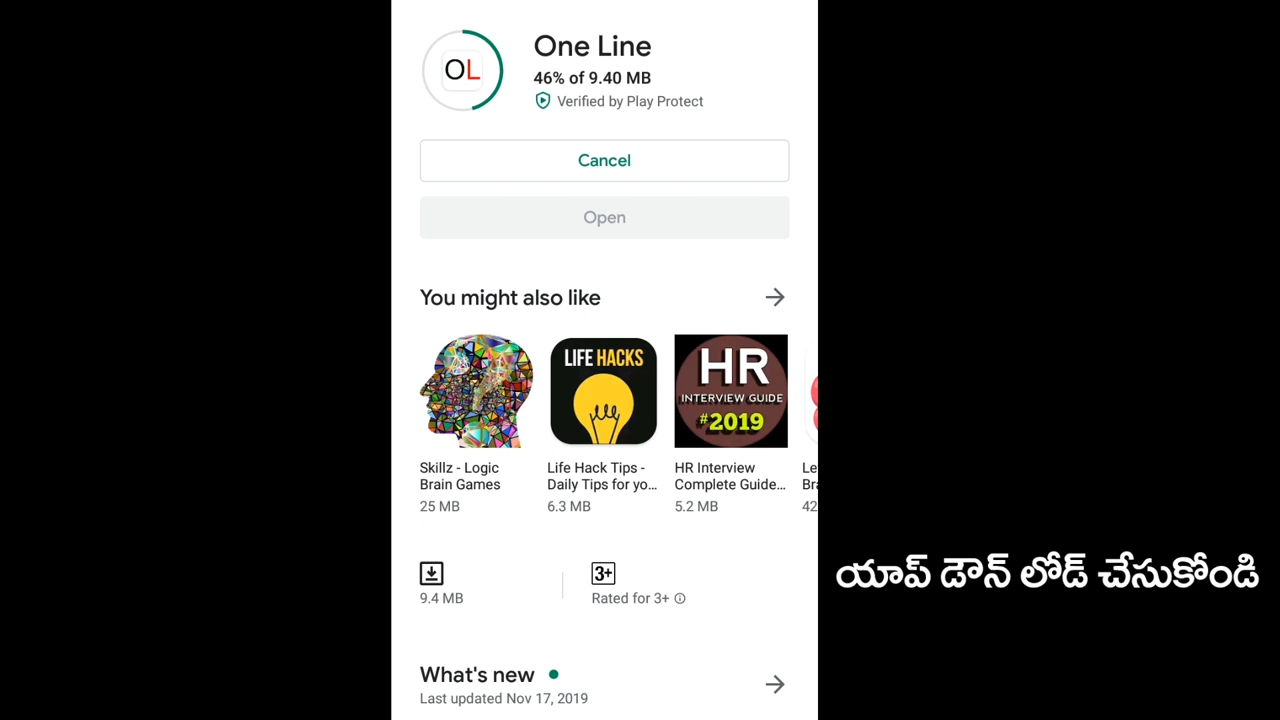 OL
One Line
46% of 9.40 MB
Verified by Play Protect
Cancel
Open
You might also like
LIFE HACKS
HR
INTERVIEW GUIDE
#2019
Skillz - Logic
Brain Games
25 MB
Life Hack Tips -
Daily Tips for yo...
6.3 MB
HR Interview
Complete Guide...
5.2 MB
Le
Bra
42
9.4 MB
3+
Rated for 3+
యాప్ డౌన్ లోడ్ చేసుకోండి
What's new
Last updated Nov 17, 2019